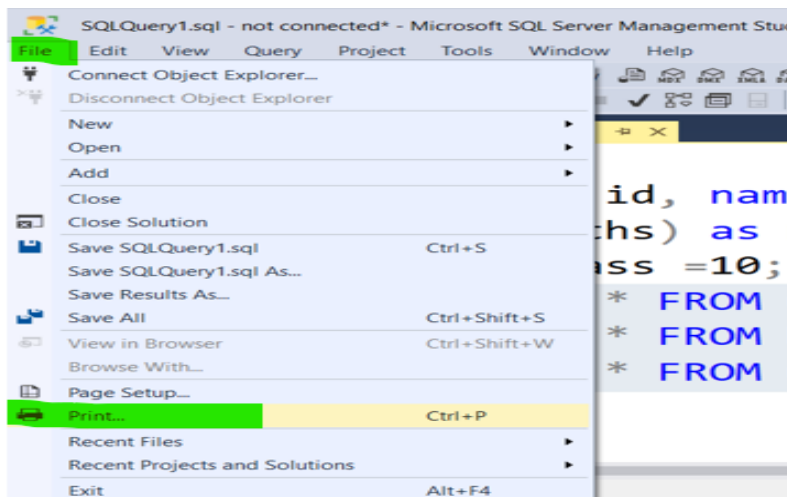 SQLQuery1.sql - not connected* - Microsoft SQL Server Management Stu
File Edit View Query Project Tools Window Help
Connect Object Explorer...
Disconnect Object Explorer
New
Open
Add
Close
Close Solution
Save SQLQuery1.sql Ctrl+S
Save SQLQuery1.sql As...
Save Results As...
Save All Ctrl+Shift+S
View in Browser Ctrl+Shift+W
Browse With...
Page Setup...
Print... Ctrl+P
Recent Files
Recent Projects and Solutions
Exit Alt+F4
id, nam
ths) as
ass =10;
* FROM
* FROM
* FROM